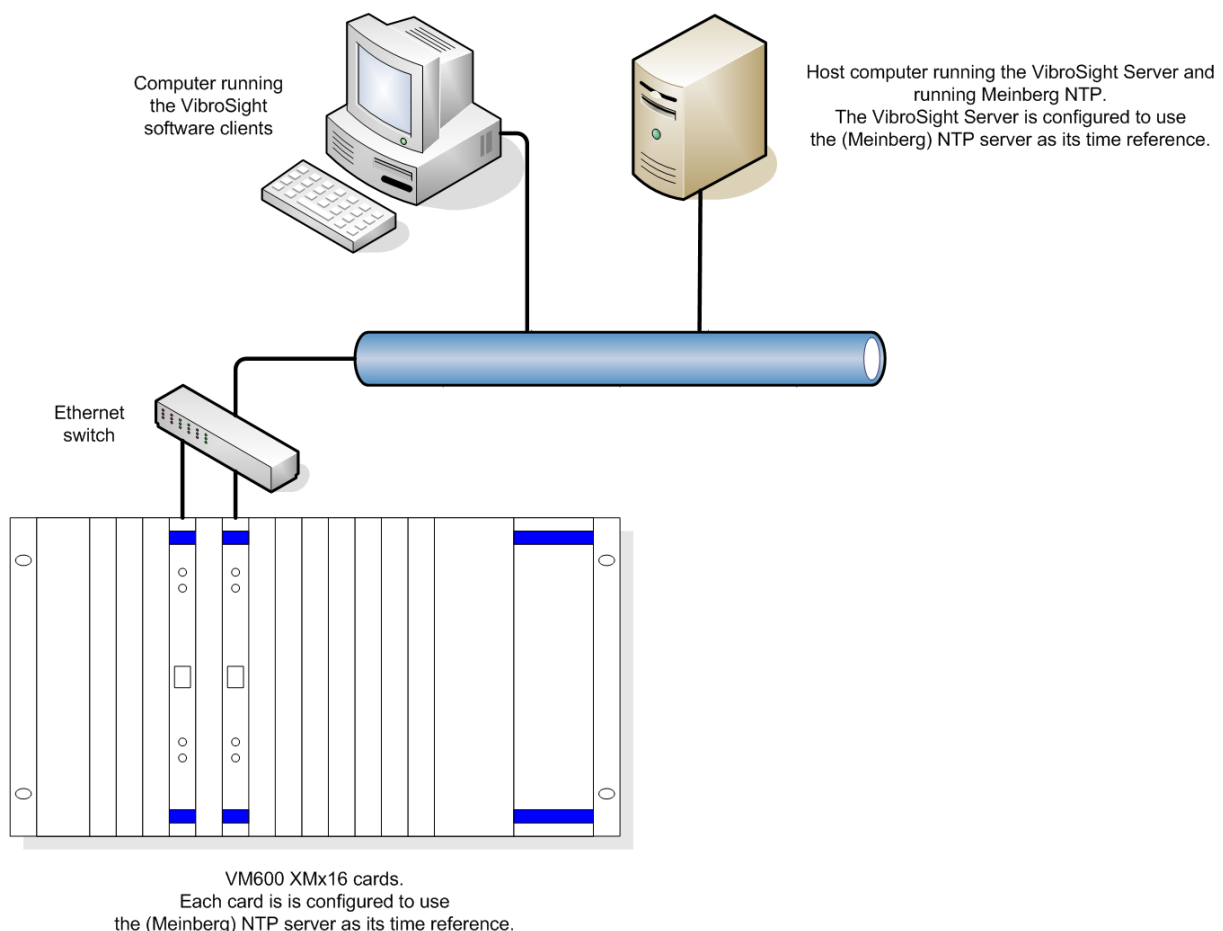 Computer running
the VibroSight
software clients
Host computer running the VibroSight Server and
running Meinberg NTP.
The VibroSight Server is configured to use
the (Meinberg) NTP server as its time reference.
Ethernet
switch
VM600 XMx16 cards.
Each card is is configured to use
the (Meinberg) NTP server as its time reference.